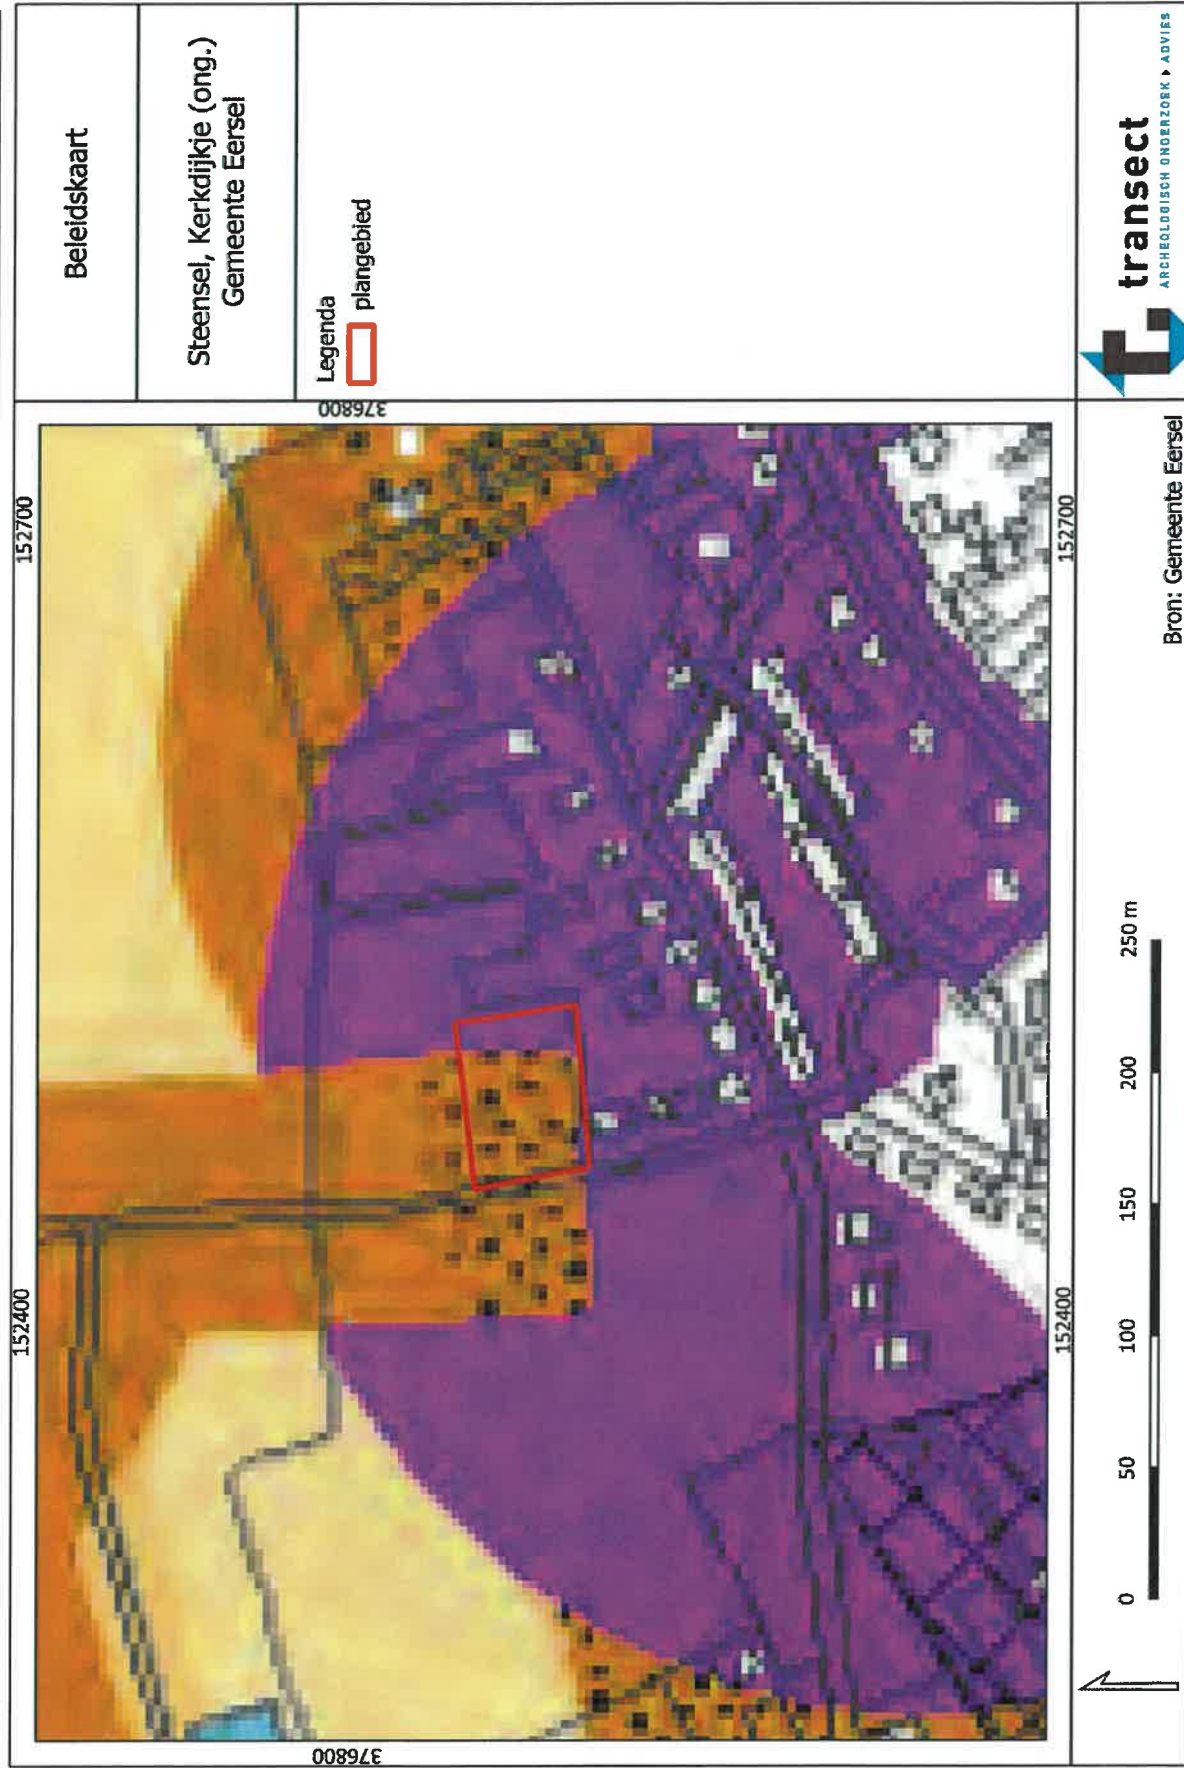 Beleidskaart
Steensel, Kerkdijkje (ong.)
Gemeente Eersel
Legenda
plangebied
152400
152700
376800
376800
152400
152700
0
50
100
150
200
250 m
Bron: Gemeente Eersel
transect
ARCHEOLOGISCH ONDERZOEK ▸ ADVIES